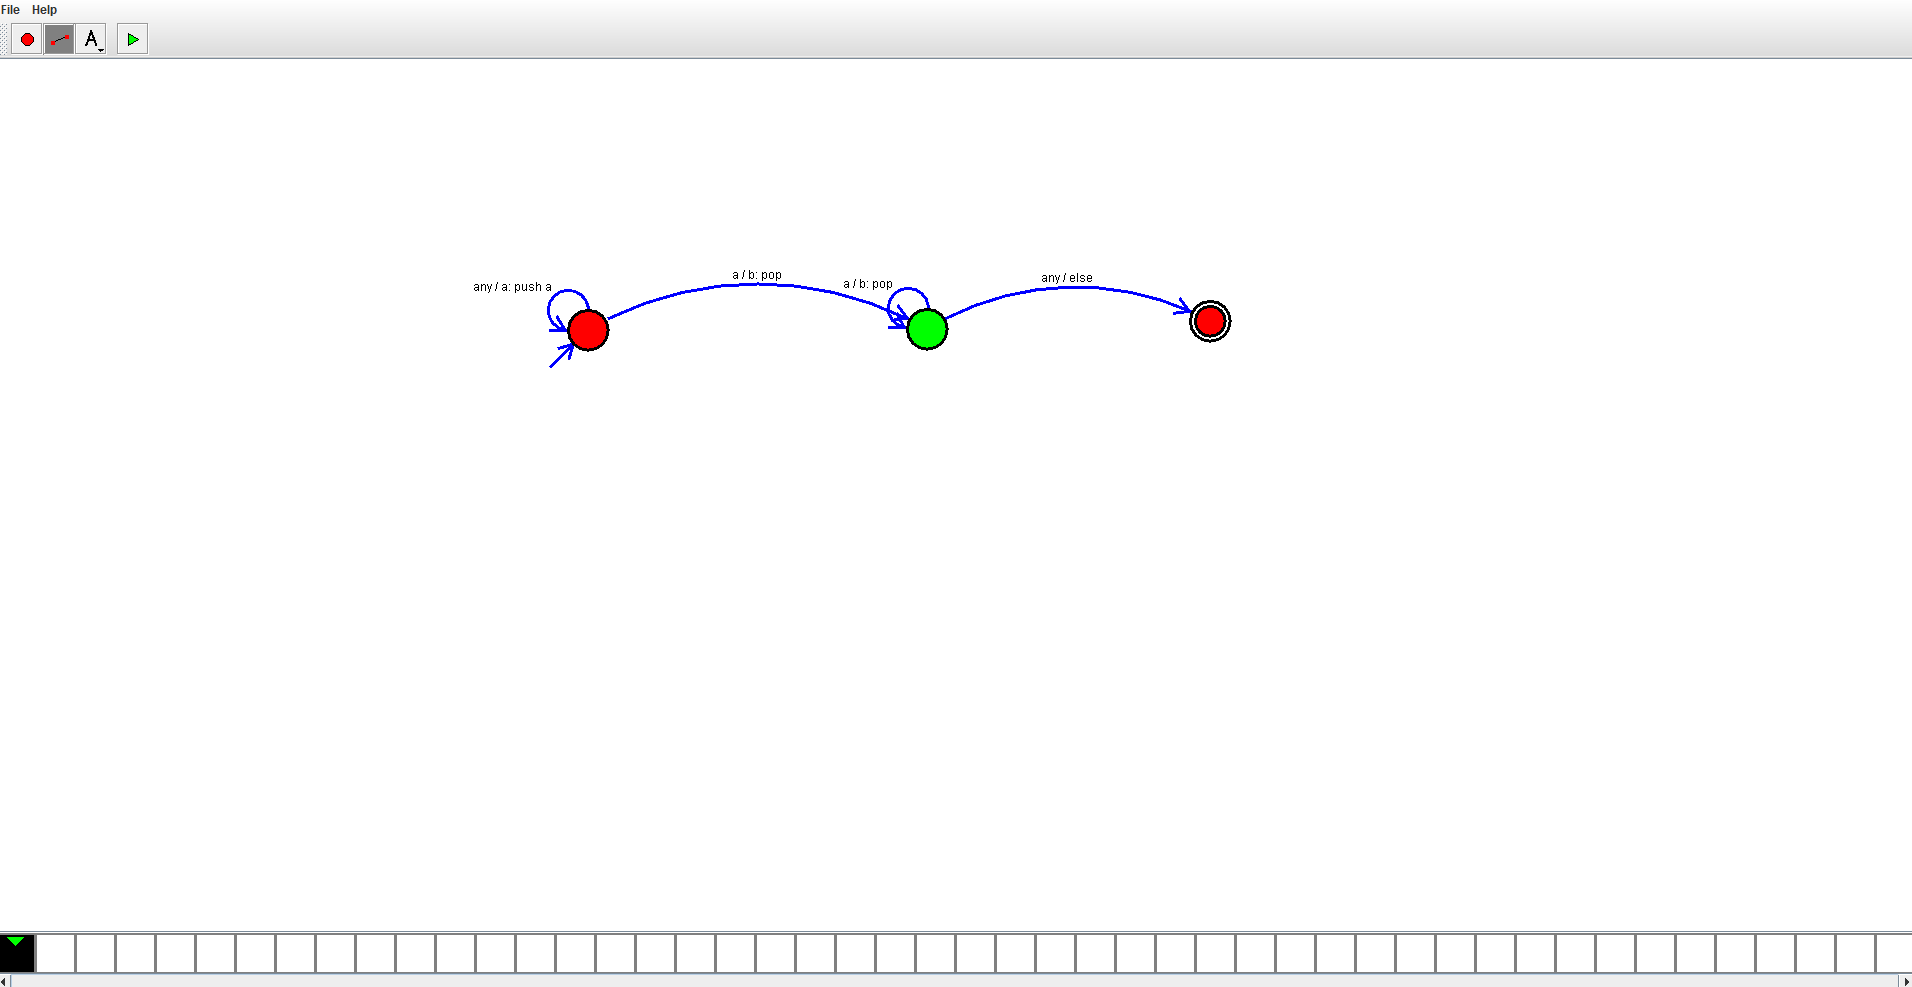 File Help
A
any / a: push a
a / b: pop
a / b: pop
any / else